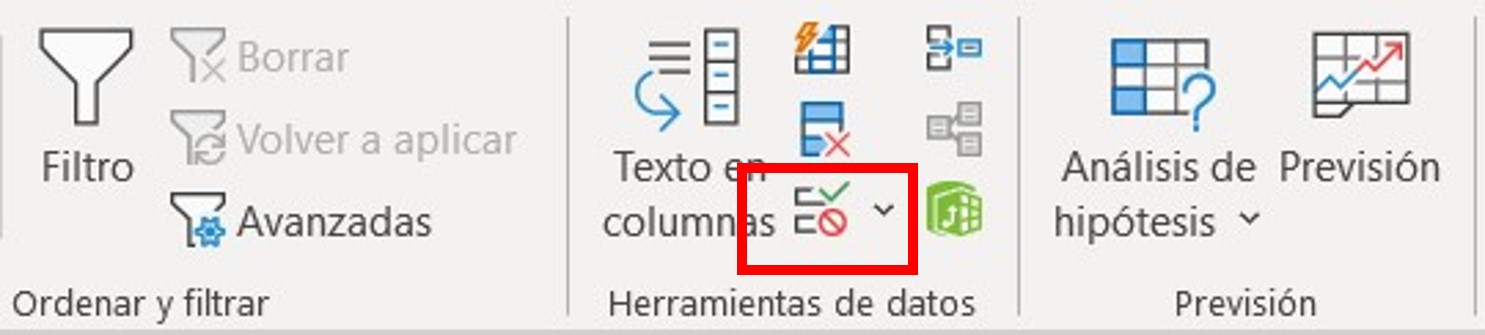 Filtro
Borrar
Volver a aplicar
Avanzadas
Ordenar y filtrar
Texto en
columnas
Herramientas de datos
Análisis de
hipótesis
Previsión
Previsión